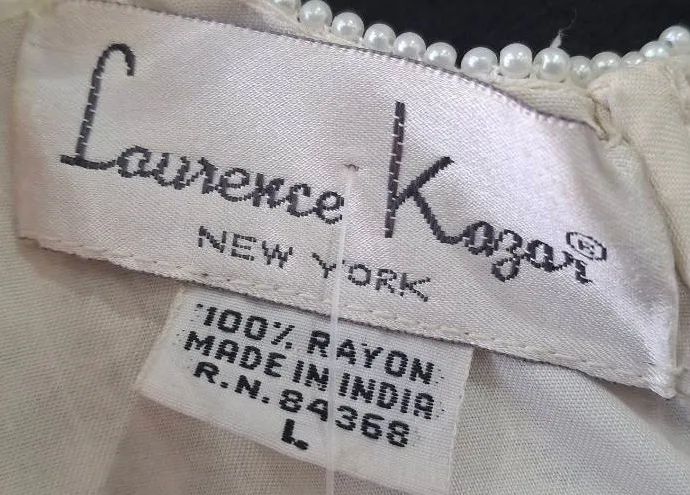 Laurence Kazar®
NEW YORK
100% RAYON
MADE IN INDIA
R.N. 84368
L